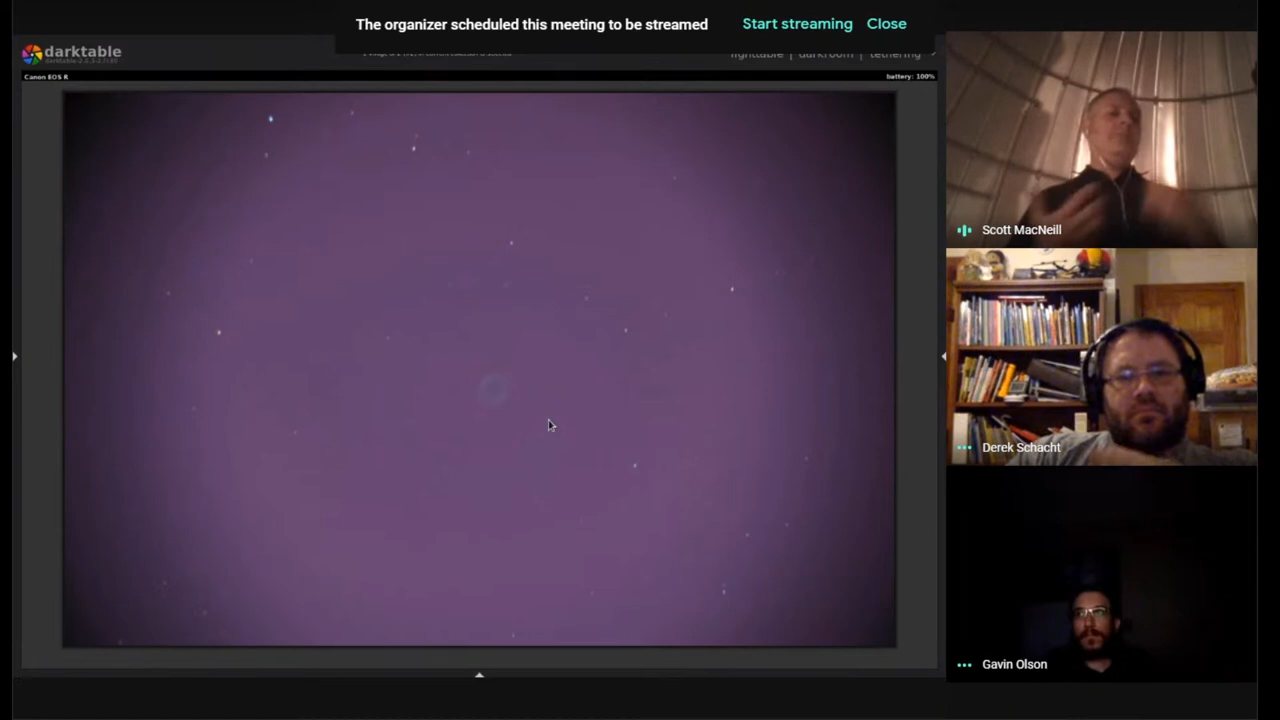 The organizer scheduled this meeting to be streamed
Start streaming
Close
darktable
lighttable | darkroom | tethering
Canon EOS R
battery: 100%
Scott MacNeill
Derek Schacht
Gavin Olson